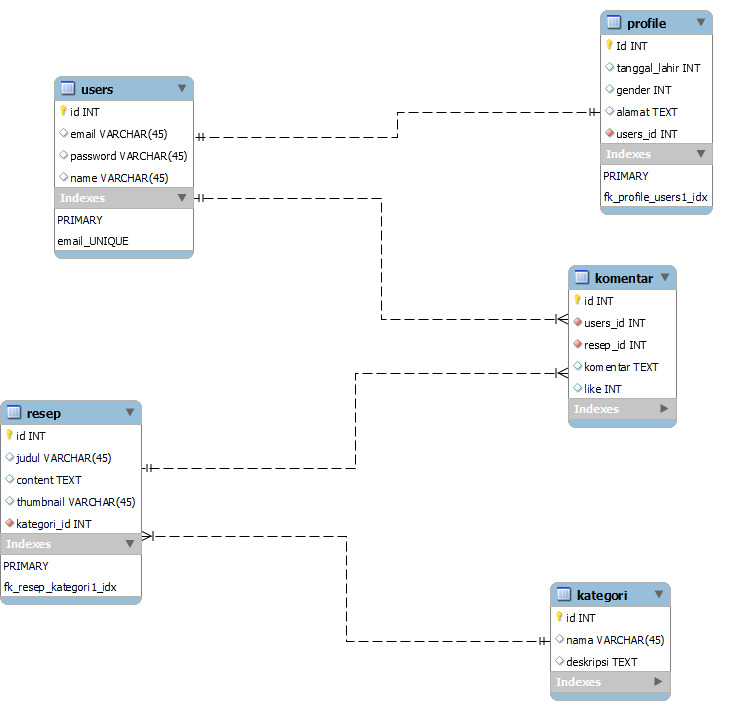 profile
Id INT
tanggal_lahir INT
gender INT
alamat TEXT
users_id INT
Indexes
PRIMARY
fk_profile_users1_idx
users
id INT
email VARCHAR(45)
password VARCHAR(45)
name VARCHAR(45)
Indexes
PRIMARY
email_UNIQUE
komentar
id INT
users_id INT
resep_id INT
komentar TEXT
like INT
Indexes
resep
id INT
judul VARCHAR(45)
content TEXT
thumbnail VARCHAR(45)
kategori_id INT
Indexes
PRIMARY
fk_resep_kategori1_idx
kategori
id INT
nama VARCHAR(45)
deskripsi TEXT
Indexes